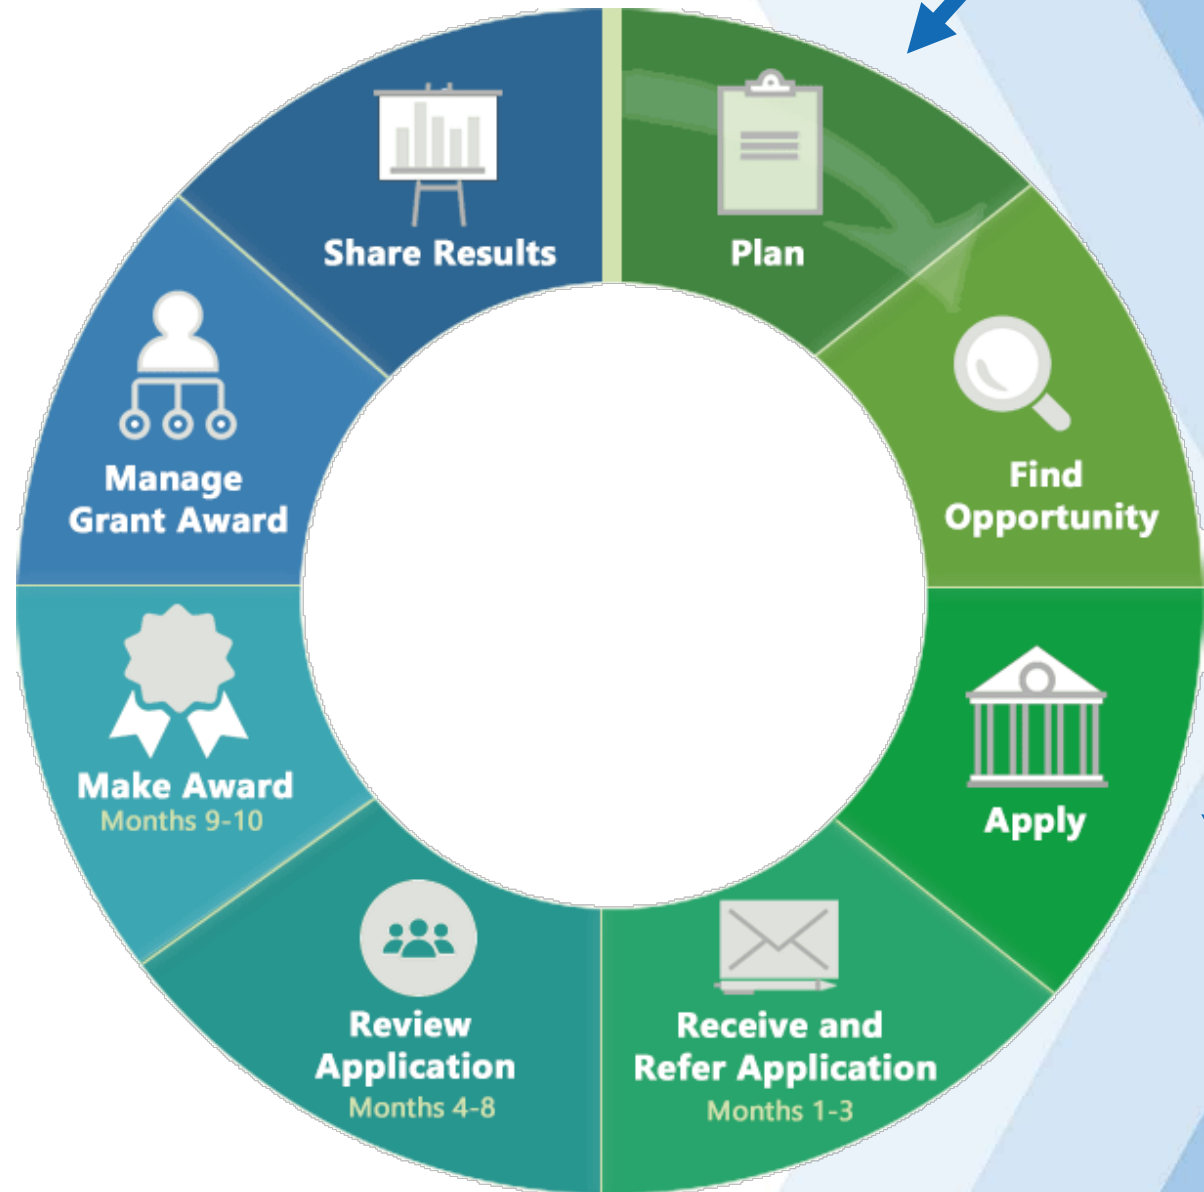 Plan
Find
Opportunity
Apply
Receive and
Refer Application
Months 1-3
Review
Application
Months 4-8
Make Award
Months 9-10
Manage
Grant Award
Share Results